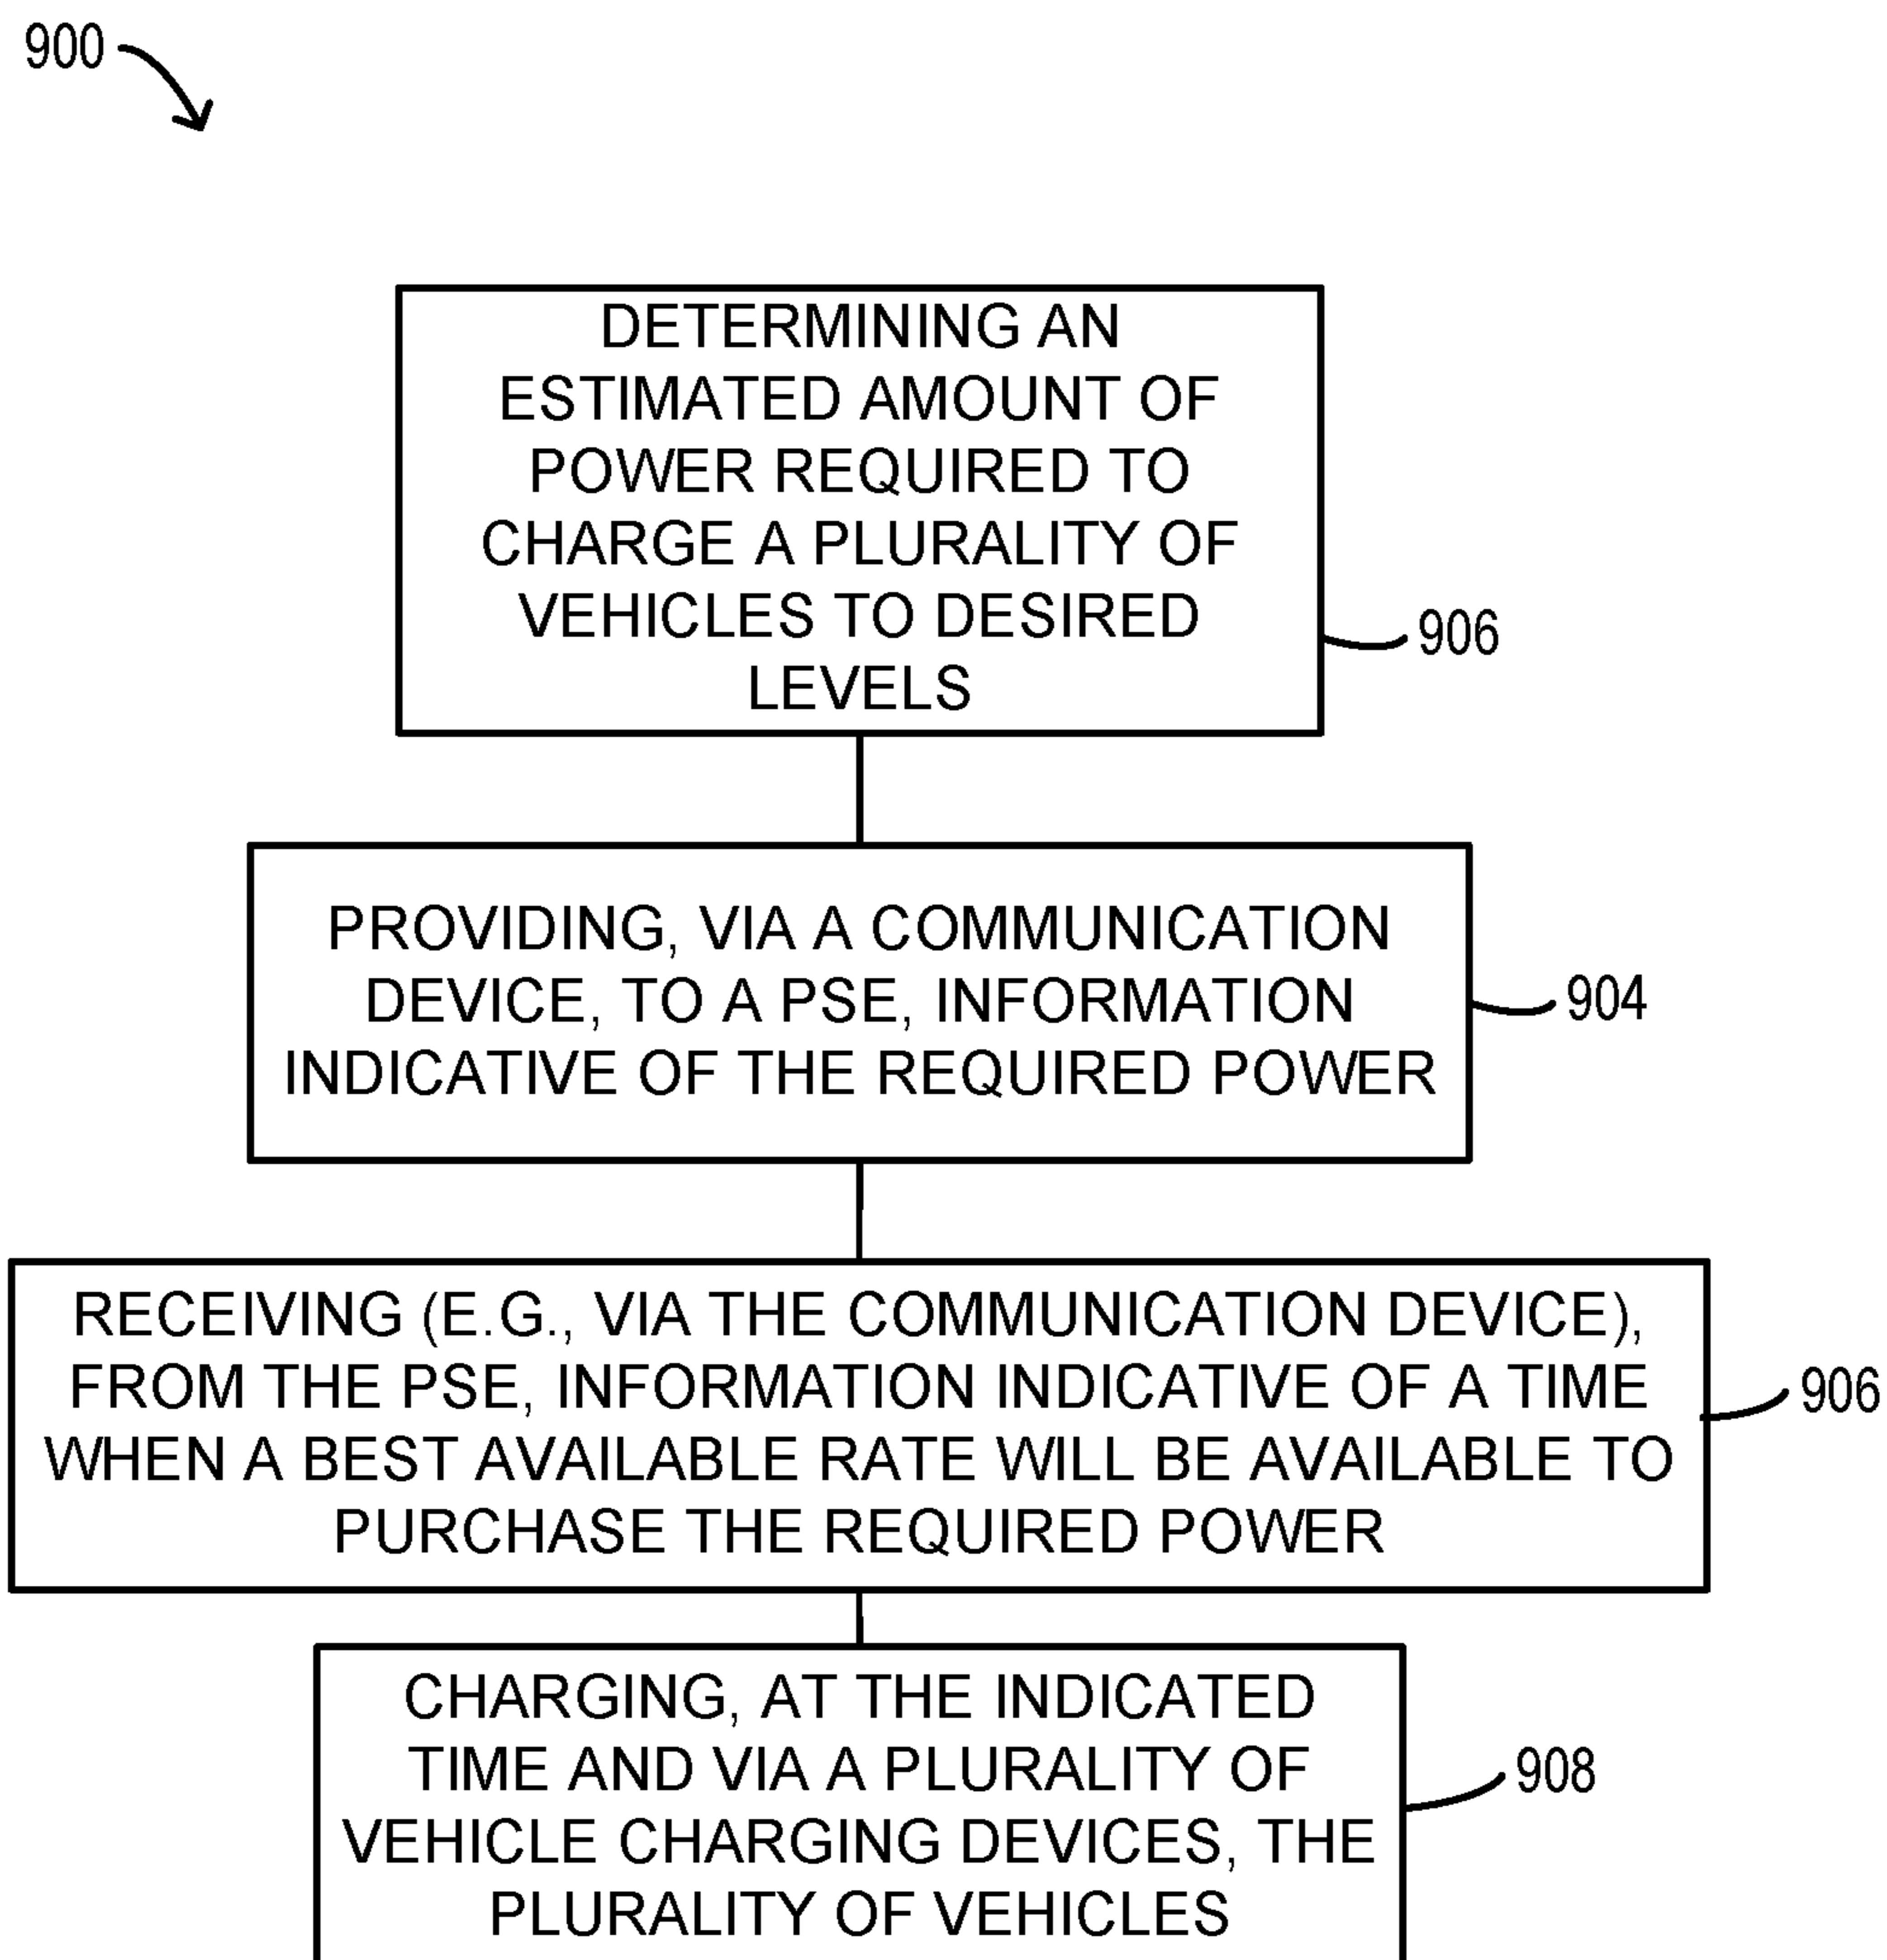 900
DETERMINING AN
ESTIMATED AMOUNT OF
POWER REQUIRED TO
CHARGE A PLURALITY OF
VEHICLES TO DESIRED
LEVELS
906
PROVIDING, VIA A COMMUNICATION
DEVICE, TO A PSE, INFORMATION
INDICATIVE OF THE REQUIRED POWER
904
RECEIVING (E.G., VIA THE COMMUNICATION DEVICE),
FROM THE PSE, INFORMATION INDICATIVE OF A TIME
WHEN A BEST AVAILABLE RATE WILL BE AVAILABLE TO
PURCHASE THE REQUIRED POWER
906
CHARGING, AT THE INDICATED
TIME AND VIA A PLURALITY OF
VEHICLE CHARGING DEVICES, THE
PLURALITY OF VEHICLES
908